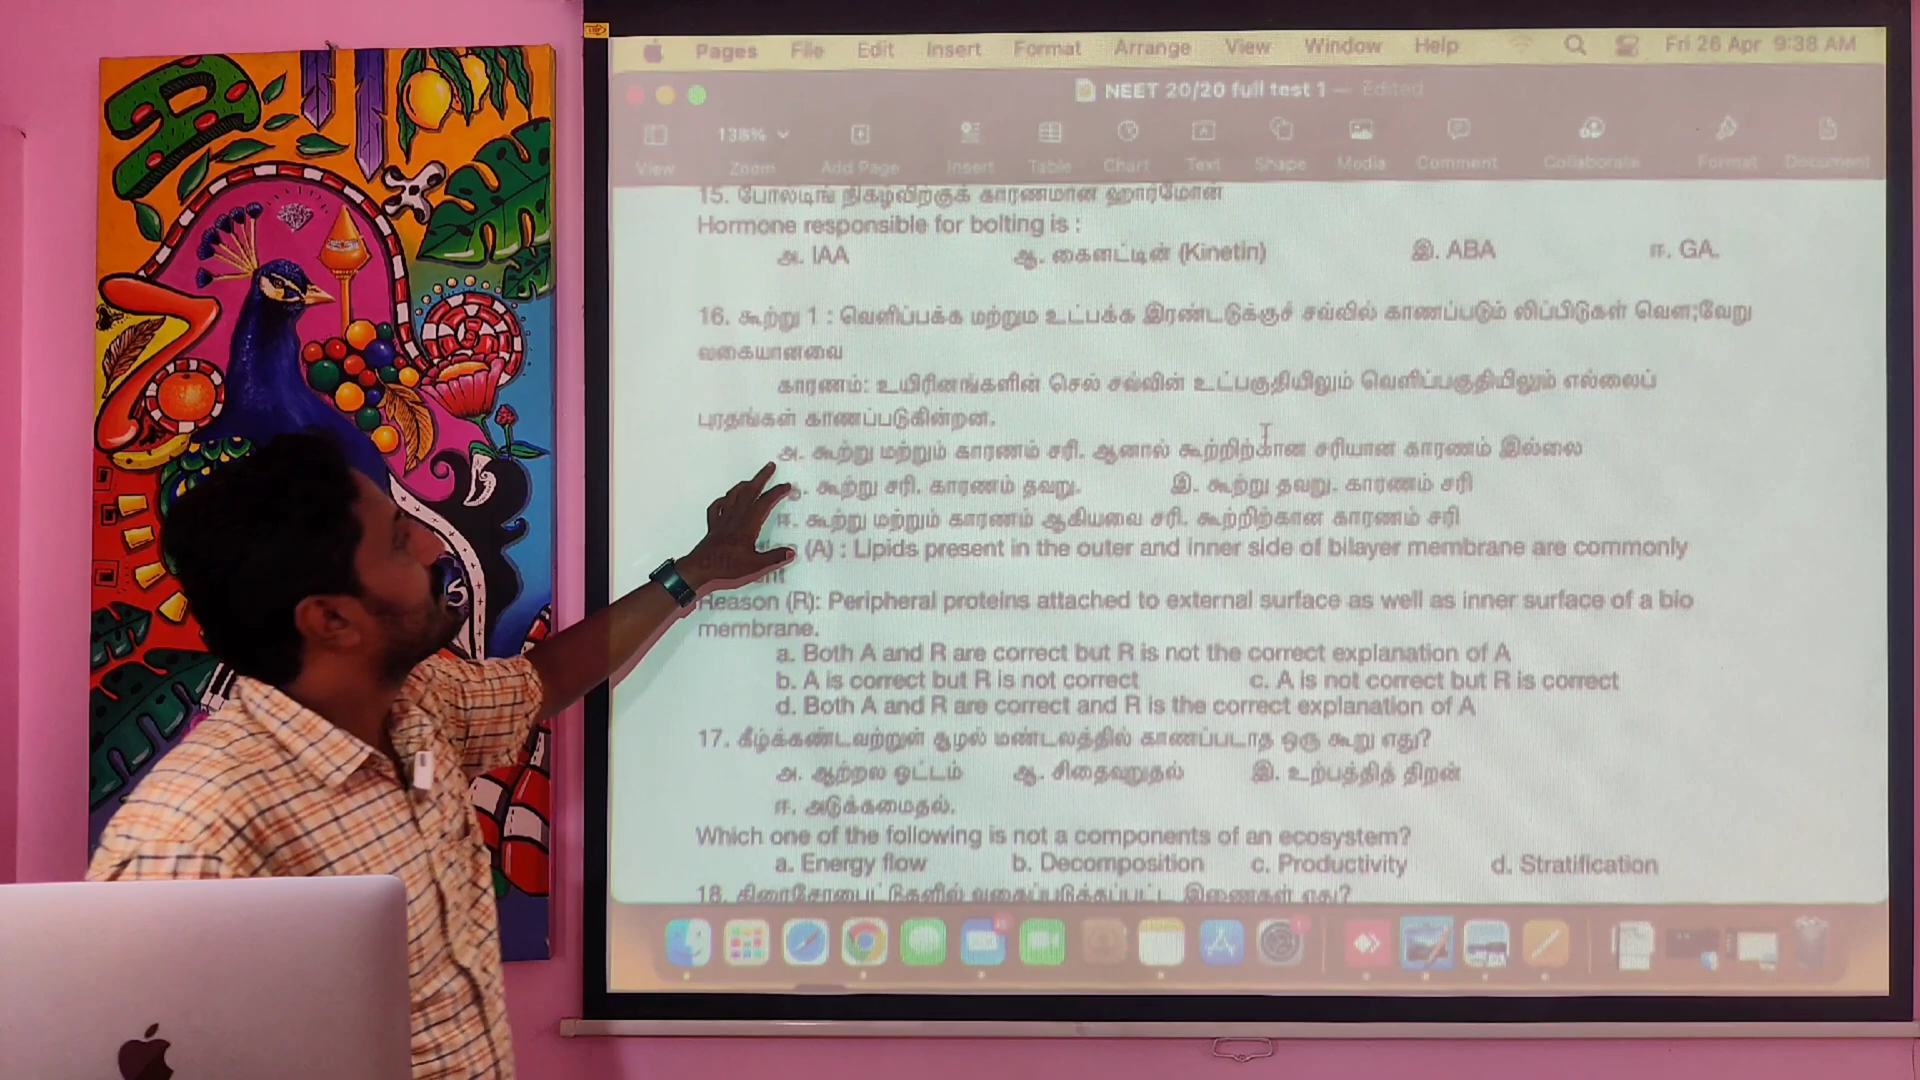 Pages File Edit Insert Format Arrange View Window Help Fri 26 Apr 9:38 AM
NEET 20/20 full test 1 — Edited
138%
View Zoom Add Page Insert Table Chart Text Shape Media Comment Collaborate Format Document
15. போல்டிங் நிகழ்விற்குக் காரணமான ஹார்மோன்
Hormone responsible for bolting is :
அ. IAA ஆ. கைனட்டின் (Kinetin) இ. ABA ஈ. GA.
16. கூற்று 1 : வெளிப்பக்க மற்றும உட்பக்க இரண்டடுக்குச் சவ்வில் காணப்படும் லிப்பிடுகள் வெள;வேறு
வகையானவை
காரணம்: உயிரினங்களின் செல் சவ்வின் உட்பகுதியிலும் வெளிப்பகுதியிலும் எல்லைப்
புரதங்கள் காணப்படுகின்றன.
அ. கூற்று மற்றும் காரணம் சரி. ஆனால் கூற்றிற்கான சரியான காரணம் இல்லை
ஆ. கூற்று சரி. காரணம் தவறு. இ. கூற்று தவறு. காரணம் சரி
ஈ. கூற்று மற்றும் காரணம் ஆகியவை சரி. கூற்றிற்கான காரணம் சரி
(A) : Lipids present in the outer and inner side of bilayer membrane are commonly
Reason (R): Peripheral proteins attached to external surface as well as inner surface of a bio
membrane.
a. Both A and R are correct but R is not the correct explanation of A
b. A is correct but R is not correct c. A is not correct but R is correct
d. Both A and R are correct and R is the correct explanation of A
17. கீழ்க்கண்டவற்றுள் சூழல் மண்டலத்தில் காணப்படாத ஒரு கூறு எது?
அ. ஆற்றல ஓட்டம் ஆ. சிதைவுறுதல் இ. உற்பத்தித் திறன்
ஈ. அடுக்கமைதல்.
Which one of the following is not a components of an ecosystem?
a. Energy flow b. Decomposition c. Productivity d. Stratification